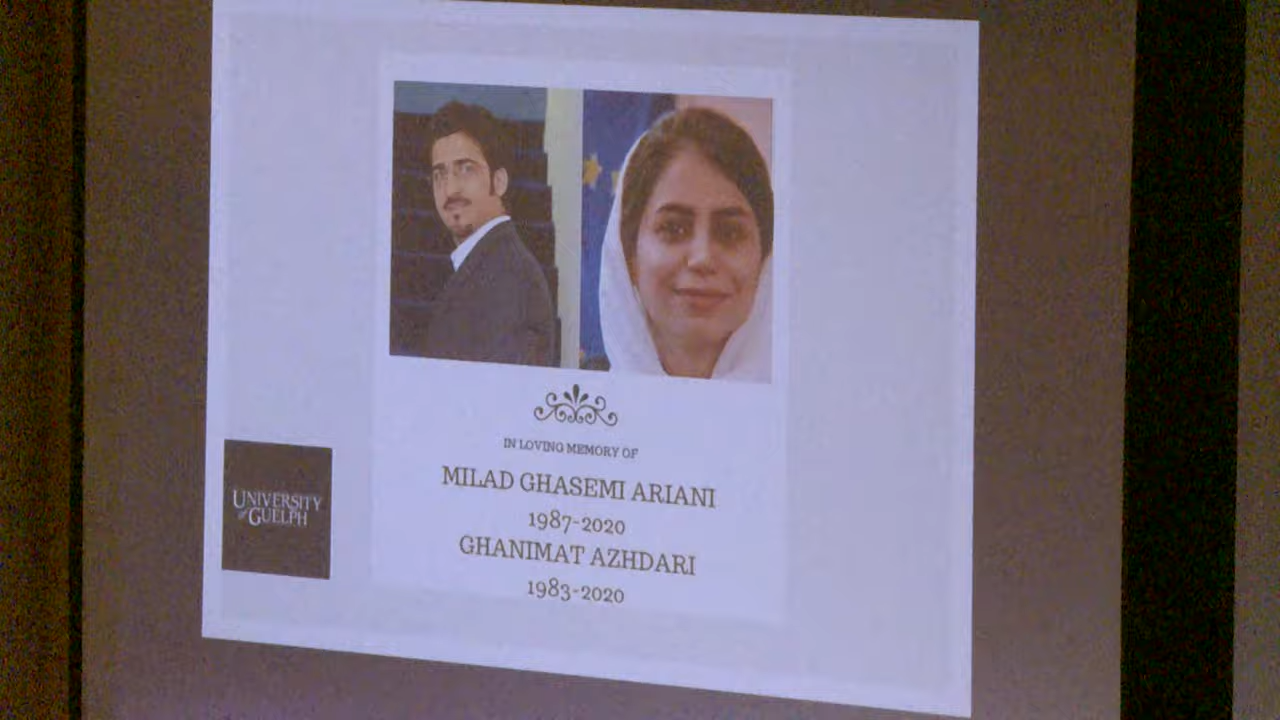 IN LOVING MEMORY OF
MILAD GHASEMI ARIANI
1987-2020
GHANIMAT AZHDARI
1983-2020
UNIVERSITY
of GUELPH